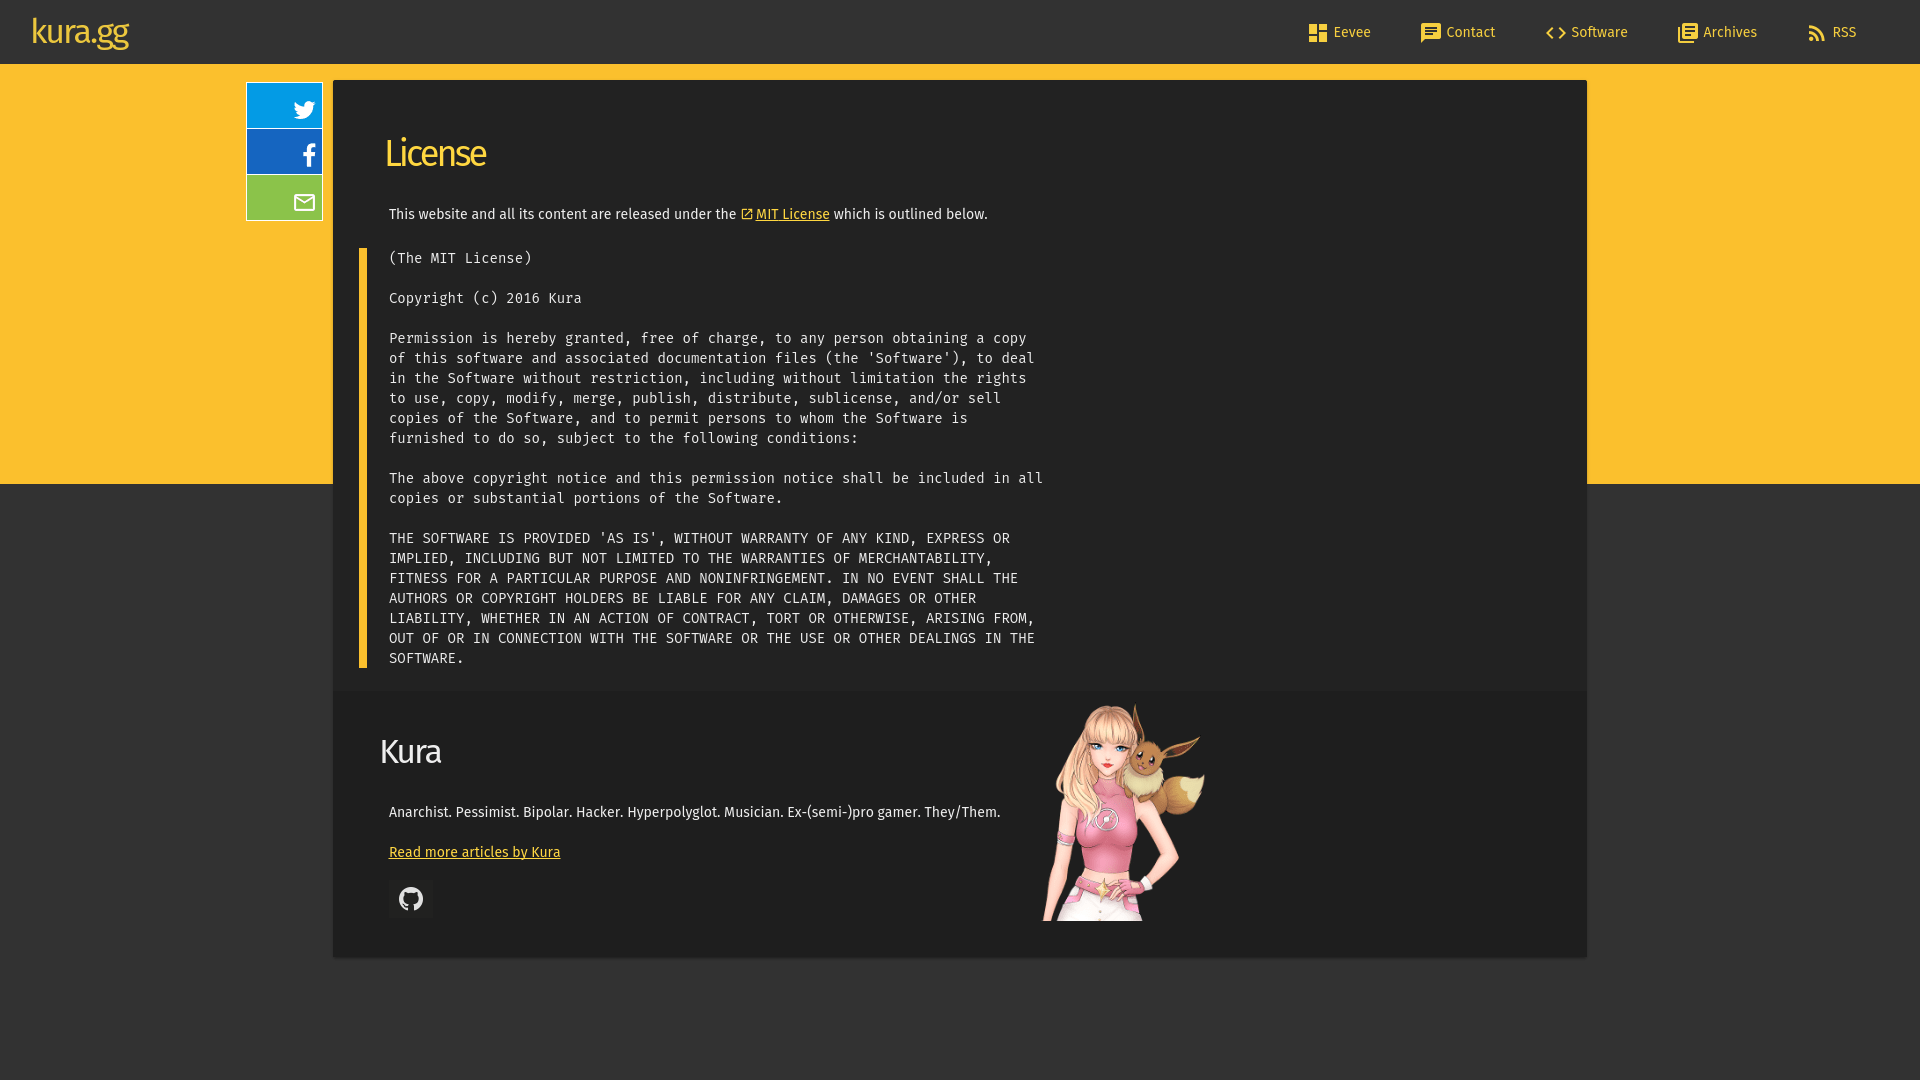 kura.gg
Eevee
Contact
Software
Archives
RSS
License
This website and all its content are released under the MIT License which is outlined below.
(The MIT License)
Copyright (c) 2016 Kura
Permission is hereby granted, free of charge, to any person obtaining a copy
of this software and associated documentation files (the 'Software'), to deal
in the Software without restriction, including without limitation the rights
to use, copy, modify, merge, publish, distribute, sublicense, and/or sell
copies of the Software, and to permit persons to whom the Software is
furnished to do so, subject to the following conditions:
The above copyright notice and this permission notice shall be included in all
copies or substantial portions of the Software.
THE SOFTWARE IS PROVIDED 'AS IS', WITHOUT WARRANTY OF ANY KIND, EXPRESS OR
IMPLIED, INCLUDING BUT NOT LIMITED TO THE WARRANTIES OF MERCHANTABILITY,
FITNESS FOR A PARTICULAR PURPOSE AND NONINFRINGEMENT. IN NO EVENT SHALL THE
AUTHORS OR COPYRIGHT HOLDERS BE LIABLE FOR ANY CLAIM, DAMAGES OR OTHER
LIABILITY, WHETHER IN AN ACTION OF CONTRACT, TORT OR OTHERWISE, ARISING FROM,
OUT OF OR IN CONNECTION WITH THE SOFTWARE OR THE USE OR OTHER DEALINGS IN THE
SOFTWARE.
Kura
Anarchist. Pessimist. Bipolar. Hacker. Hyperpolyglot. Musician. Ex-(semi-)pro gamer. They/Them.
Read more articles by Kura